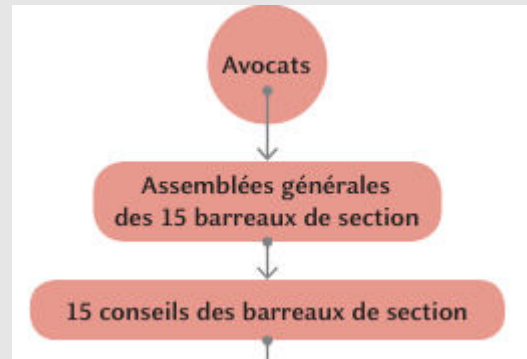 Avocats
Assemblées générales
des 15 barreaux de section
15 conseils des barreaux de section